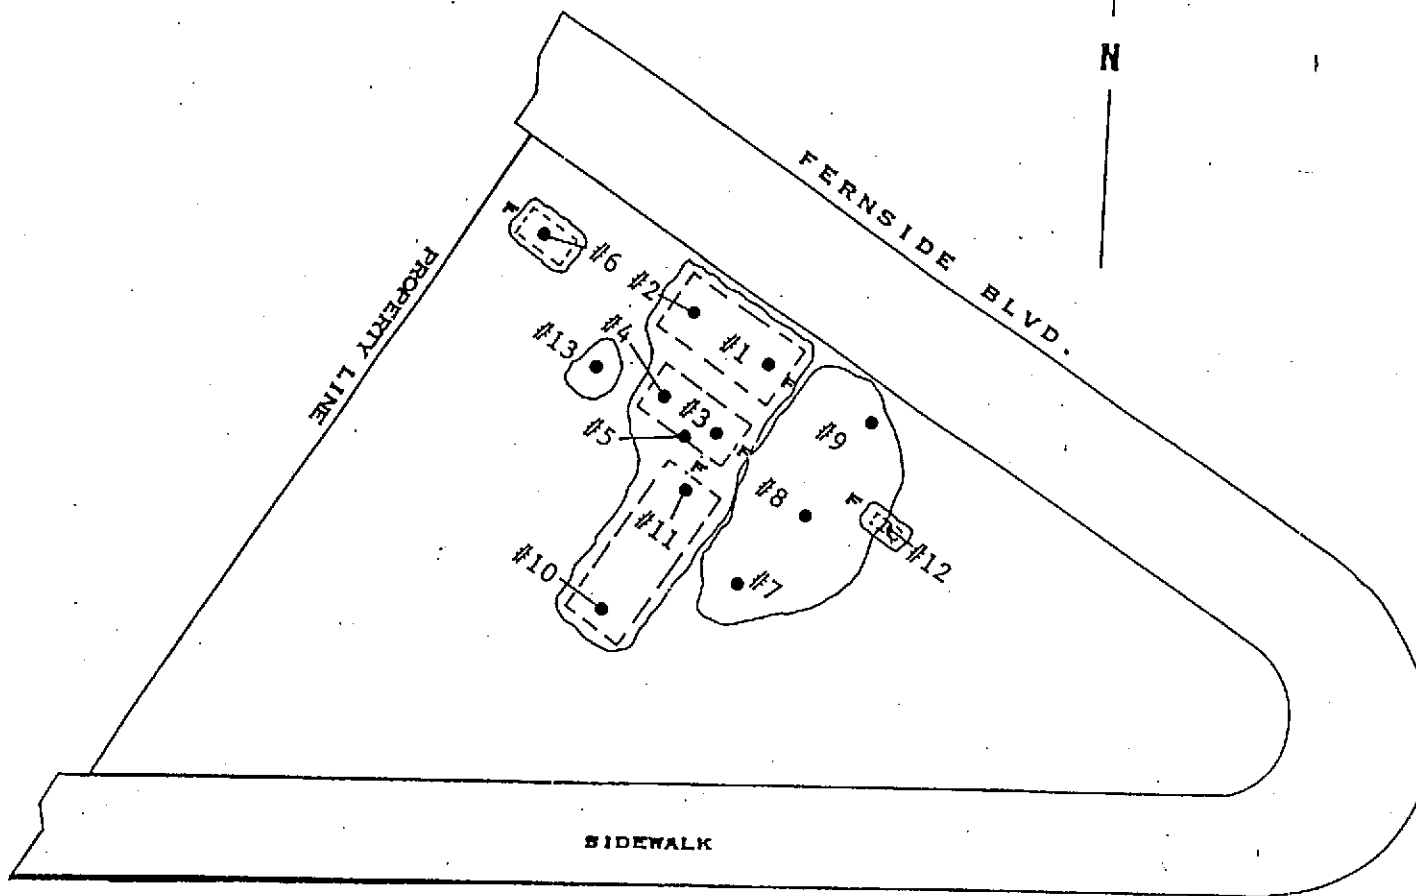 N
FERNSIDE BLVD.
F
#6
#2
#4
#1
#13
F
PROPERTY LINE
#3
#5
#9
F
F
#8
F
#11
#12
#10
#7
SIDEWALK